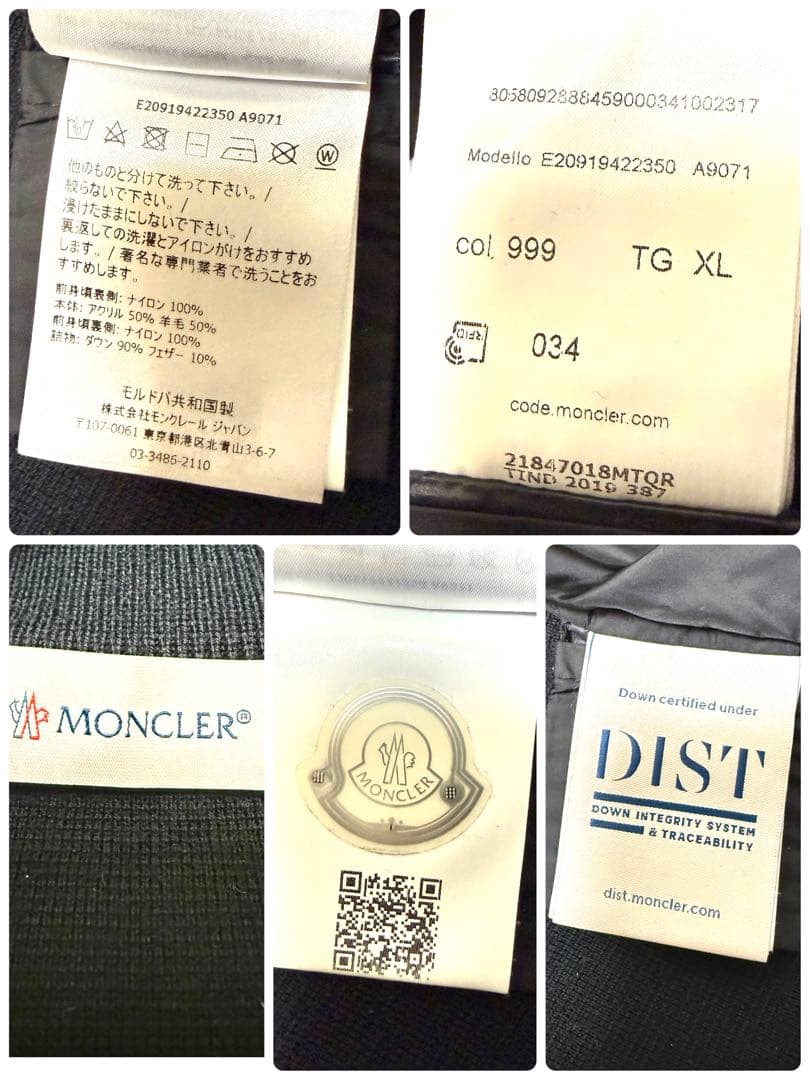 E20919422350 A9071
他のものと分けて洗って下さい。/
絞らないで下さい。/
浸けたままにしないで下さい。/
裏返しての洗濯とアイロンがけをおすすめ
します。/ 著名な専門業者で洗うことをお
すすめします。
前身頃表側: ナイロン 100%
本体: アクリル 50% 羊毛 50%
前身頃裏側: ナイロン 100%
詰物: ダウン 90% フェザー 10%
モルドバ共和国製
株式会社モンクレール ジャパン
〒107-0061 東京都港区北青山3-6-7
03-3486-2110
8058092888459000341002317
Modello E20919422350 A9071
col. 999 TG XL
RFID 034
code.moncler.com
21847018MTQR
TIND 2019 387
MONCLER®
MONCLER
Down certified under
DIST
DOWN INTEGRITY SYSTEM
& TRACEABILITY
dist.moncler.com